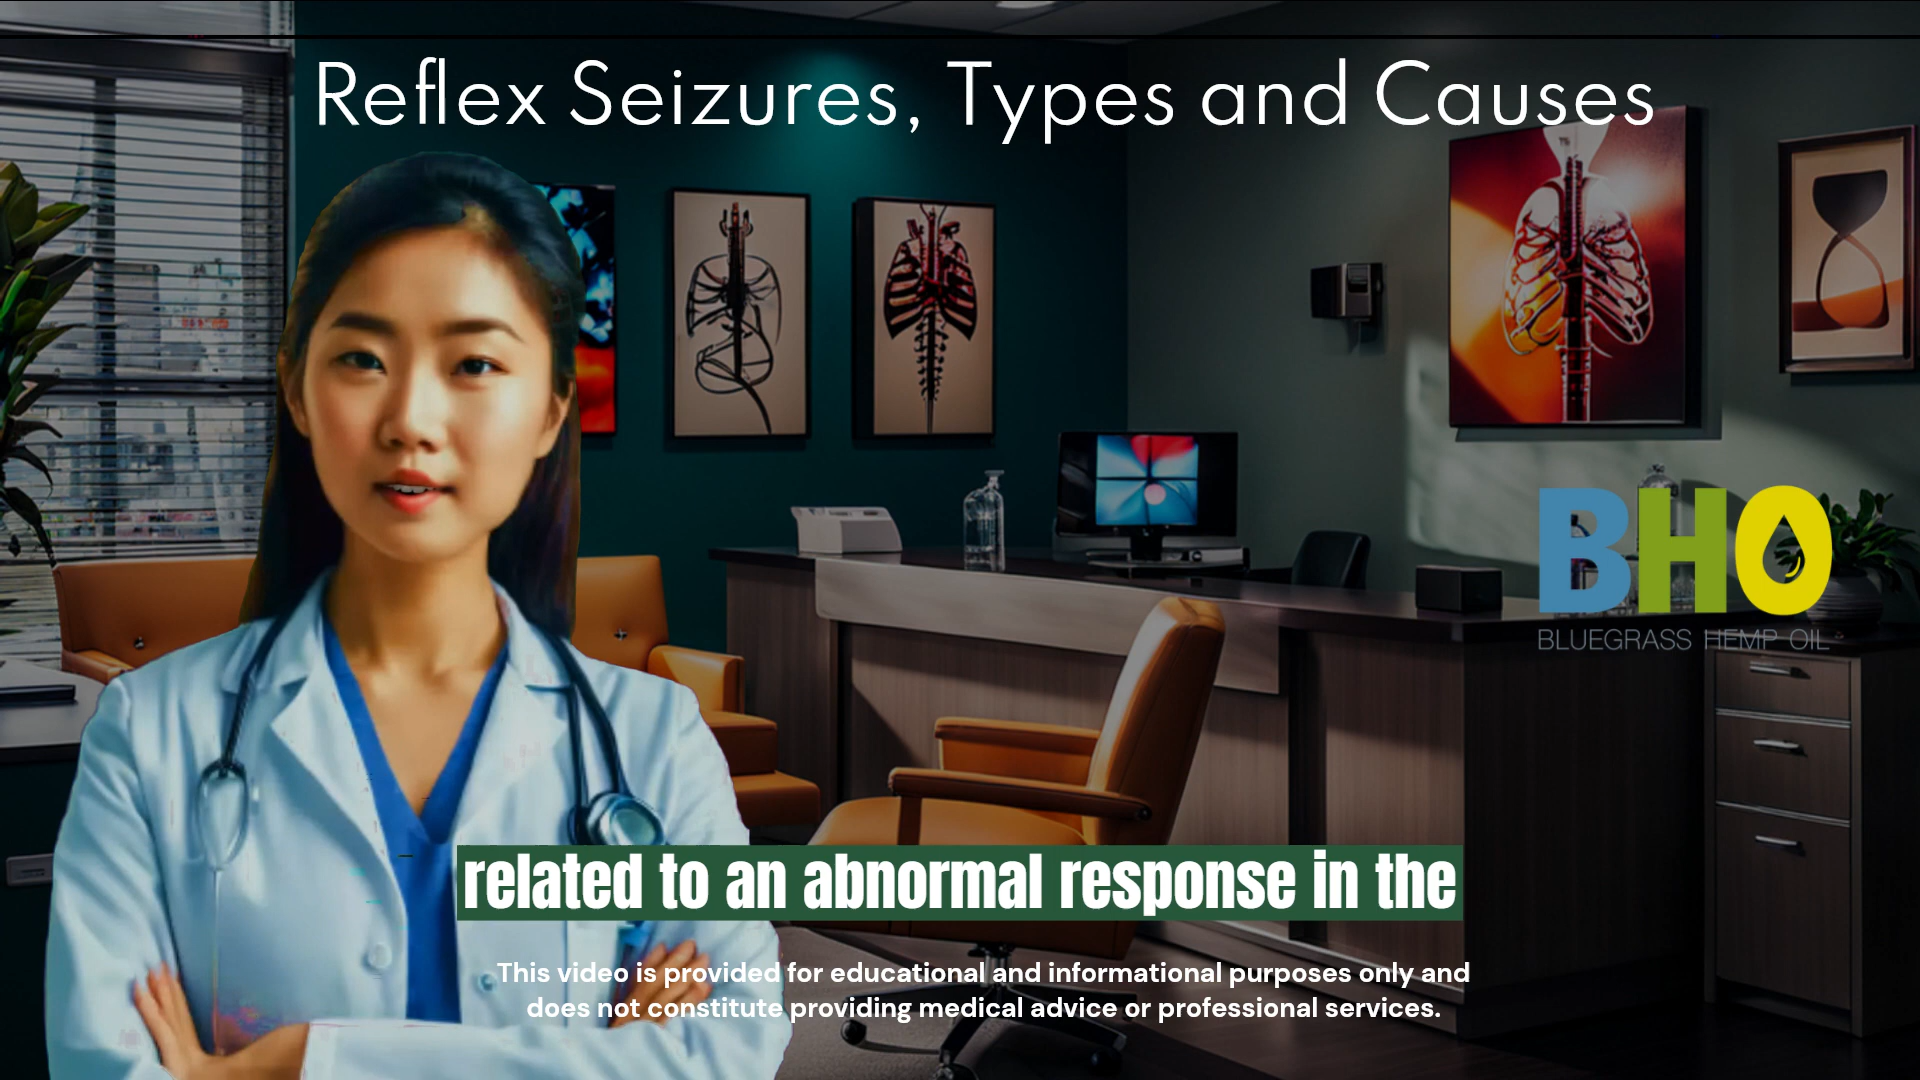 Reflex Seizures, Types and Causes
BHO
BLUEGRASS HEMP OIL
related to an abnormal response in the
This video is provided for educational and informational purposes only and
does not constitute providing medical advice or professional services.